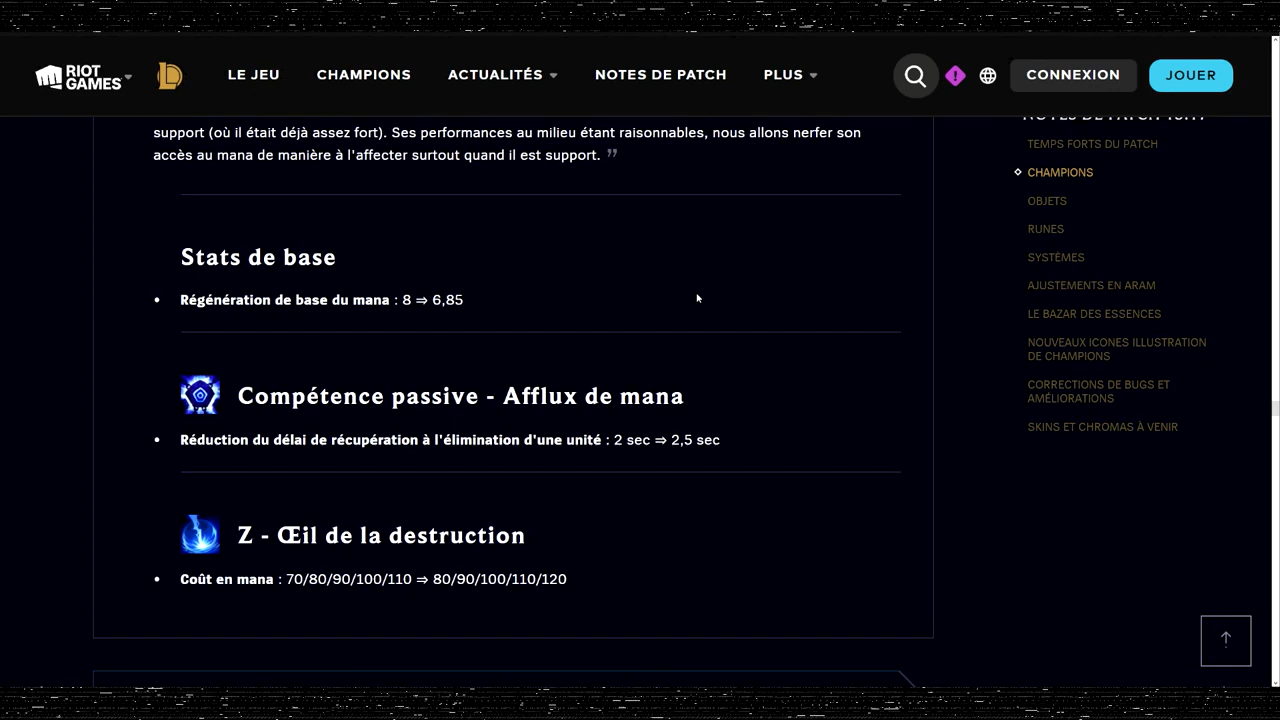 RIOT GAMES
LE JEU
CHAMPIONS
ACTUALITÉS
NOTES DE PATCH
PLUS
CONNEXION
JOUER
support (où il était déjà assez fort). Ses performances au milieu étant raisonnables, nous allons nerfer son
accès au mana de manière à l'affecter surtout quand il est support. ”
Stats de base
• Régénération de base du mana : 8 ⇒ 6,85
Compétence passive - Afflux de mana
• Réduction du délai de récupération à l'élimination d'une unité : 2 sec ⇒ 2,5 sec
Z - Œil de la destruction
• Coût en mana : 70/80/90/100/110 ⇒ 80/90/100/110/120
NOTES DE PATCH
TEMPS FORTS DU PATCH
CHAMPIONS
OBJETS
RUNES
SYSTÈMES
AJUSTEMENTS EN ARAM
LE BAZAR DES ESSENCES
NOUVEAUX ICONES ILLUSTRATION
DE CHAMPIONS
CORRECTIONS DE BUGS ET
AMÉLIORATIONS
SKINS ET CHROMAS À VENIR